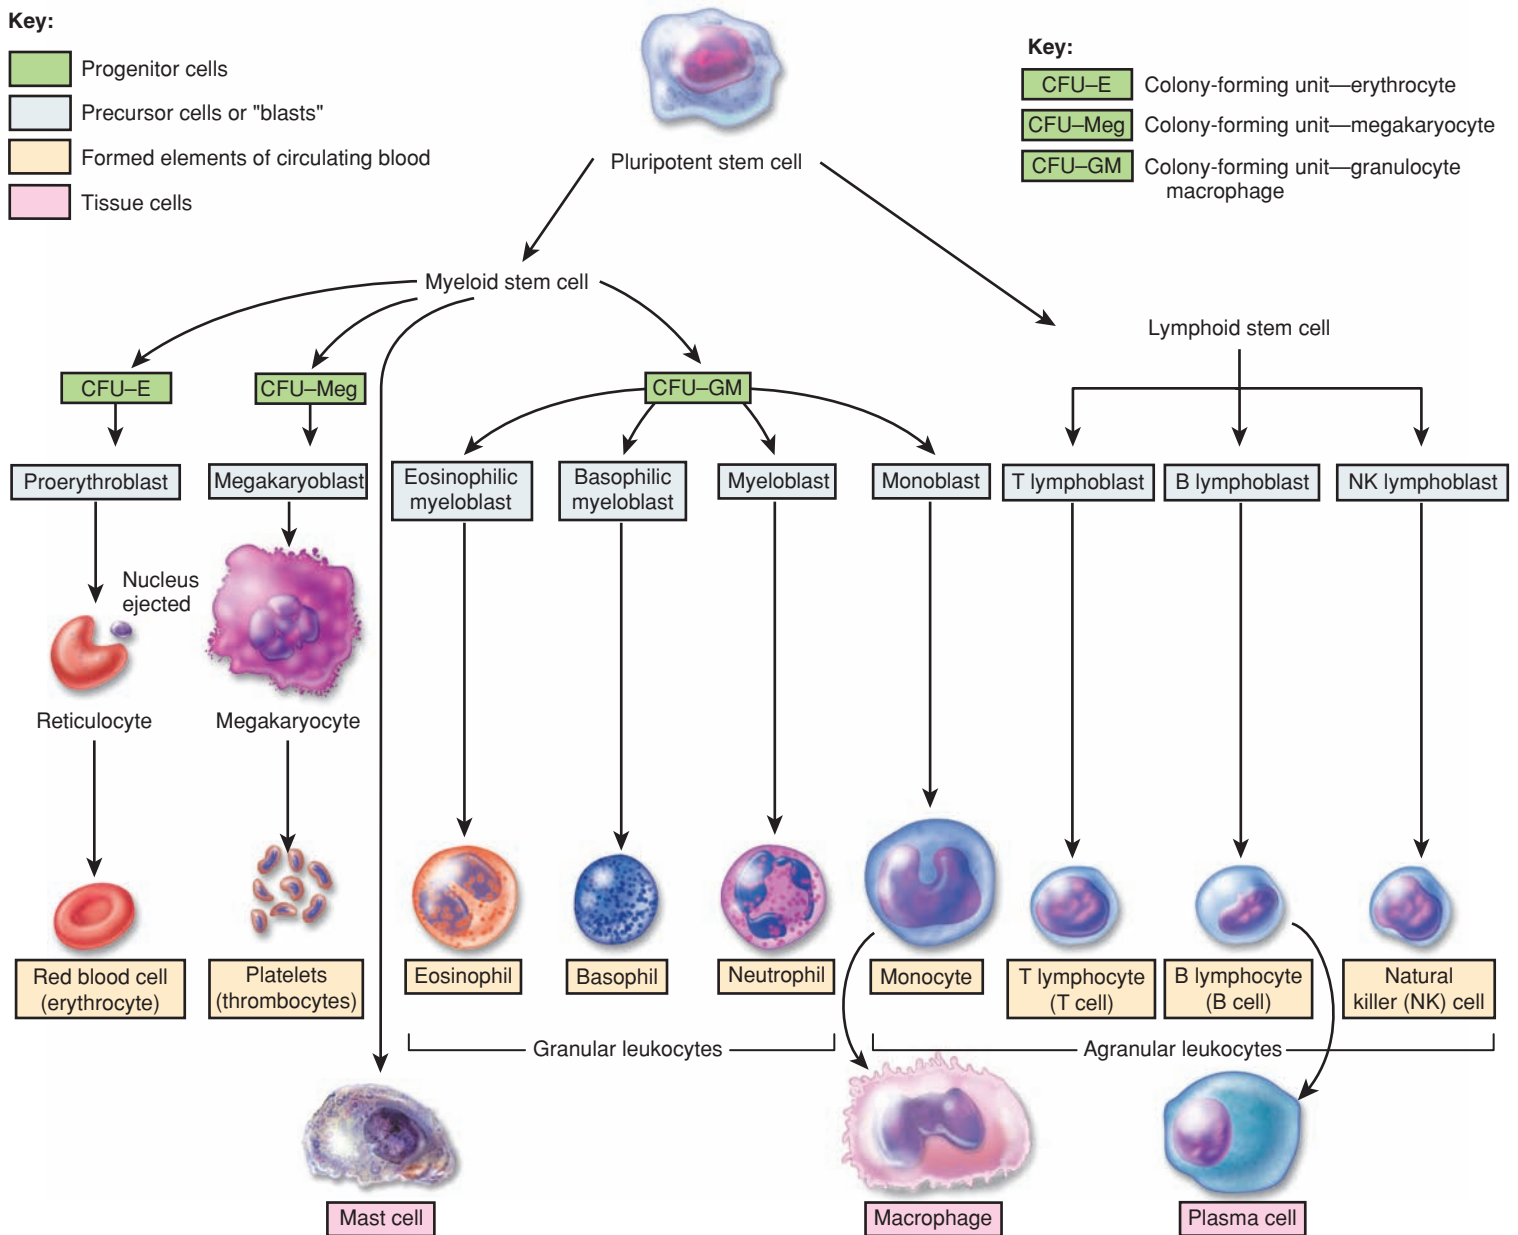 Key:
Progenitor cells
Precursor cells or "blasts"
Formed elements of circulating blood
Tissue cells
Key:
CFU–E Colony-forming unit—erythrocyte
CFU–Meg Colony-forming unit—megakaryocyte
CFU–GM Colony-forming unit—granulocyte
macrophage
Pluripotent stem cell
Myeloid stem cell
Lymphoid stem cell
CFU–E
CFU–Meg
CFU–GM
Proerythroblast
Megakaryoblast
Eosinophilic
myeloblast
Basophilic
myeloblast
Myeloblast
Monoblast
T lymphoblast
B lymphoblast
NK lymphoblast
Nucleus
ejected
Reticulocyte
Megakaryocyte
Red blood cell
(erythrocyte)
Platelets
(thrombocytes)
Eosinophil
Basophil
Neutrophil
Monocyte
T lymphocyte
(T cell)
B lymphocyte
(B cell)
Natural
killer (NK) cell
Granular leukocytes
Agranular leukocytes
Mast cell
Macrophage
Plasma cell